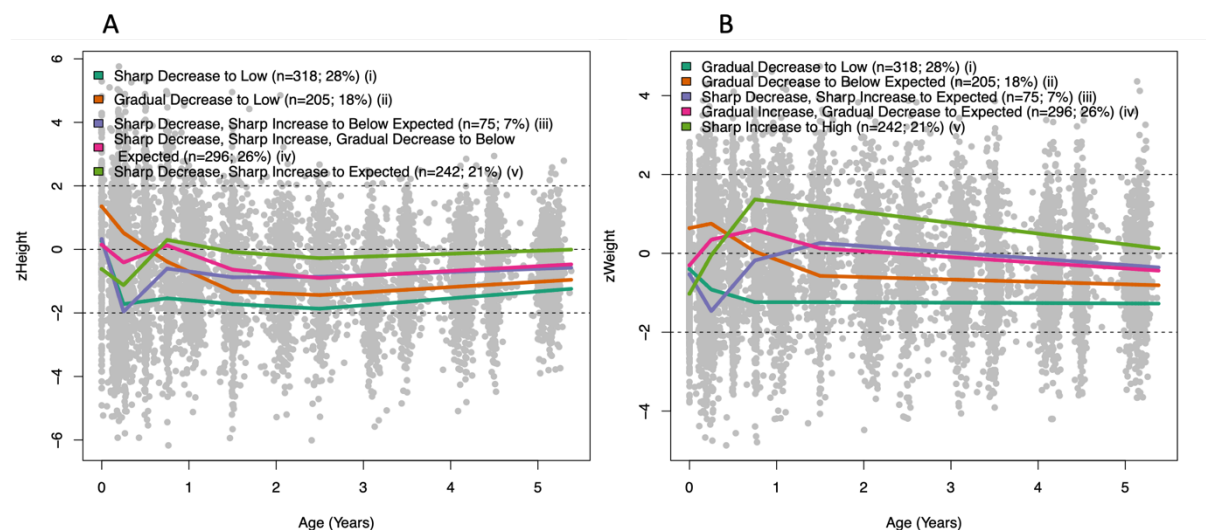 A
B
6
4
2
0
-2
-4
-6
zHeight
Sharp Decrease to Low (n=318; 28%) (i)
Gradual Decrease to Low (n=205; 18%) (ii)
Sharp Decrease, Sharp Increase to Below Expected (n=75; 7%) (iii)
Sharp Decrease, Sharp Increase, Gradual Decrease to Below
Expected (n=296; 26%) (iv)
Sharp Decrease, Sharp Increase to Expected (n=242; 21%) (v)
0 1 2 3 4 5
Age (Years)
4
2
0
-2
-4
zWeight
Gradual Decrease to Low (n=318; 28%) (i)
Gradual Decrease to Below Expected (n=205; 18%) (ii)
Sharp Decrease, Sharp Increase to Expected (n=75; 7%) (iii)
Gradual Increase, Gradual Decrease to Expected (n=296; 26%) (iv)
Sharp Increase to High (n=242; 21%) (v)
0 1 2 3 4 5
Age (Years)